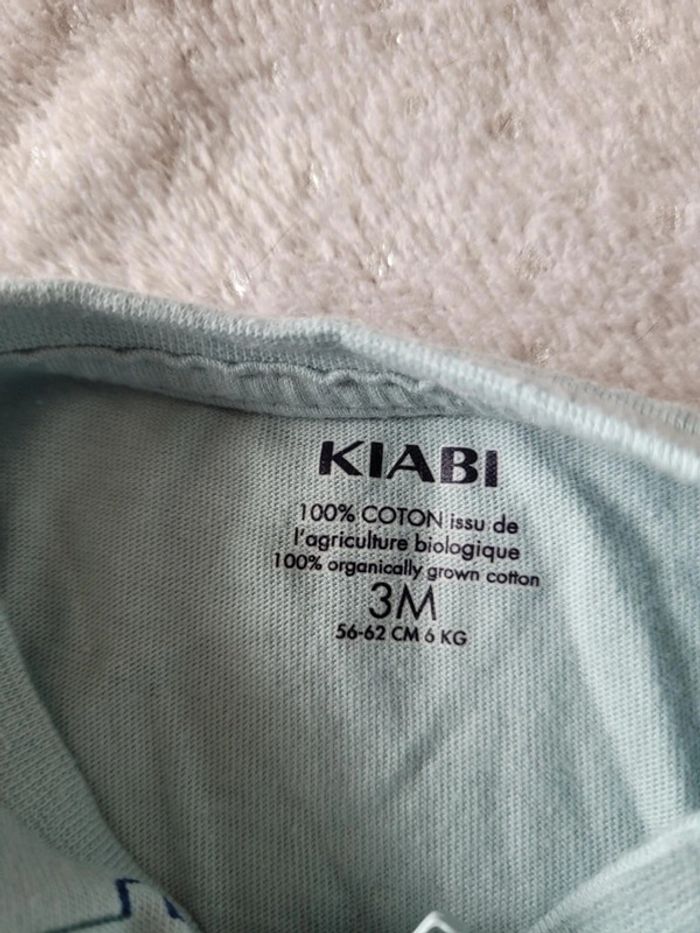 KIABI
100% COTON issu de
l'agriculture biologique
100% organically grown cotton
3M
56-62 CM 6 KG